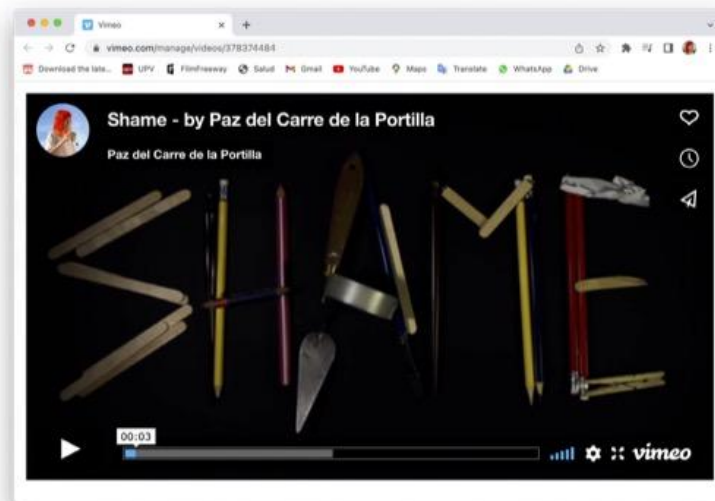 Vimeo
vimeo.com/manage/videos/378374484
Download the late... UPV FilmFreeway Salud Gmail YouTube Maps Translate WhatsApp Drive
Shame - by Paz del Carre de la Portilla
Paz del Carre de la Portilla
SHAME
00:03
vimeo